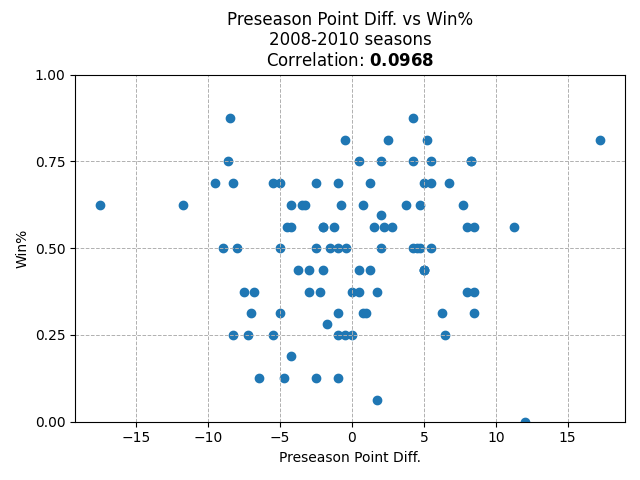 Preseason Point Diff. vs Win%
2008-2010 seasons
Correlation: 0.0968
1.00
0.75
0.50
0.25
0.00
Win%
−15
−10
−5
0
5
10
15
Preseason Point Diff.